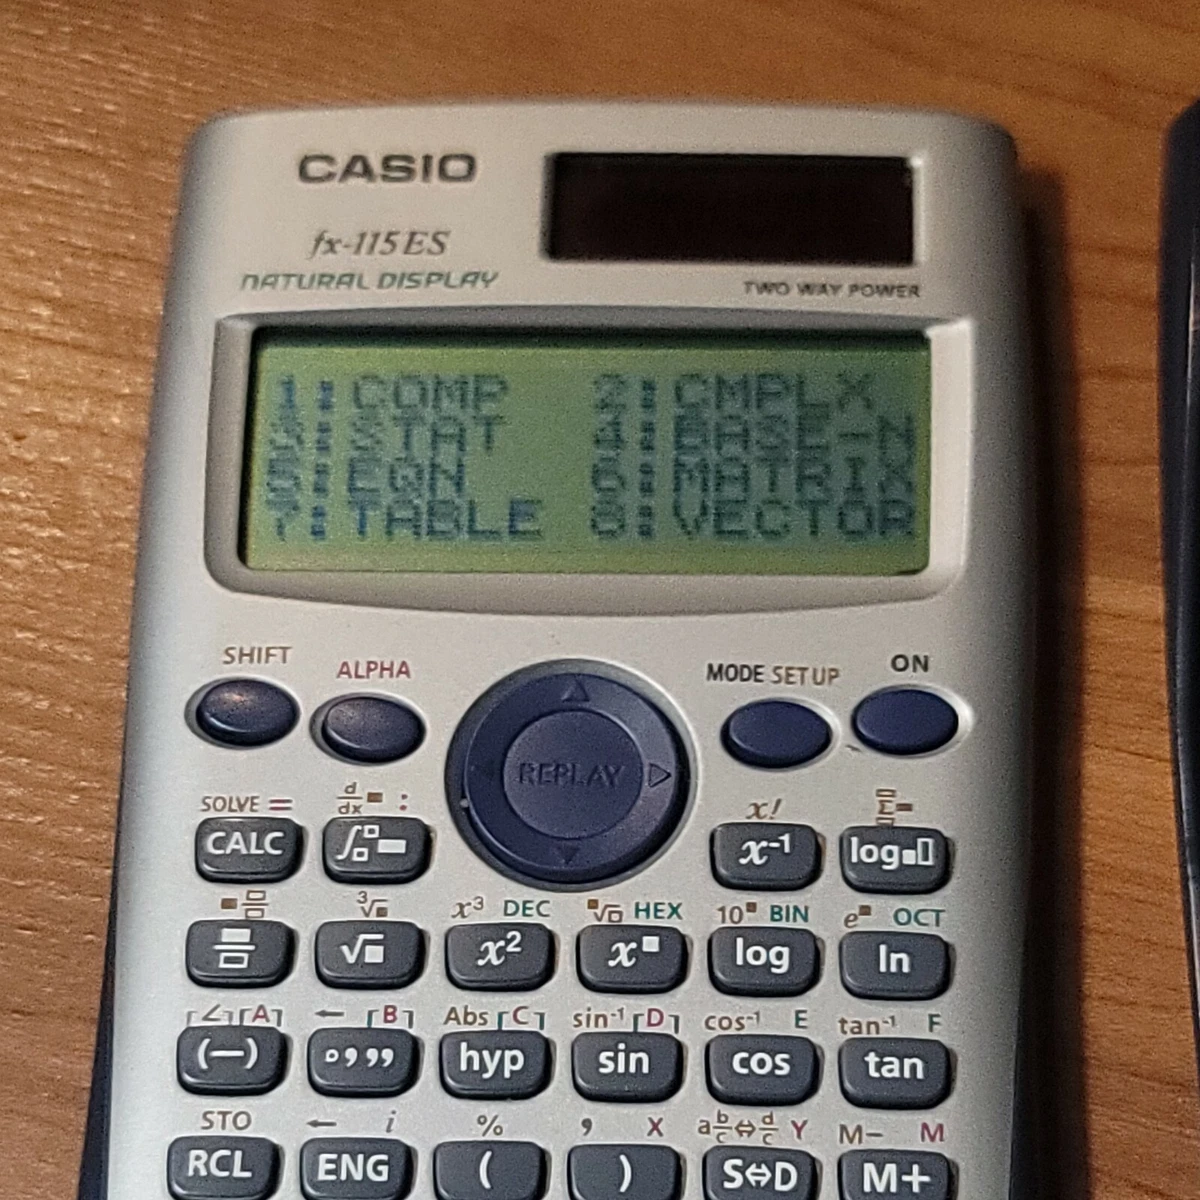 CASIO
fx-115ES
NATURAL DISPLAY
TWO WAY POWER
1:COMP 2:CMPLX
3:STAT 4:BASE-N
5:EQN 6:MATRIX
7:TABLE 8:VECTOR
SHIFT ALPHA MODE SETUP ON
REPLAY
SOLVE = d/dx■ : x! Σ■
CALC ∫■ x⁻¹ log■□
■□/□ ³√■ x³ DEC ■√□ HEX 10■ BIN e■ OCT
■/□ √■ x² x■ log ln
∠ A ← B Abs C sin⁻¹ D cos⁻¹ E tan⁻¹ F
(−) °,,, hyp sin cos tan
STO ← i % , X a b/c⇔d/c Y M− M
RCL ENG ( ) S⇔D M+